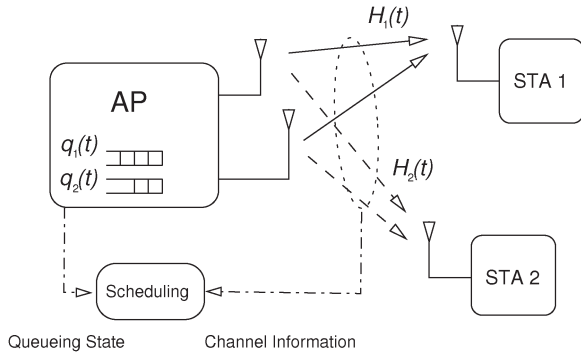 H₁(t)
AP
STA 1
q₁(t)
q₂(t)
H₂(t)
Scheduling
STA 2
Queueing State
Channel Information